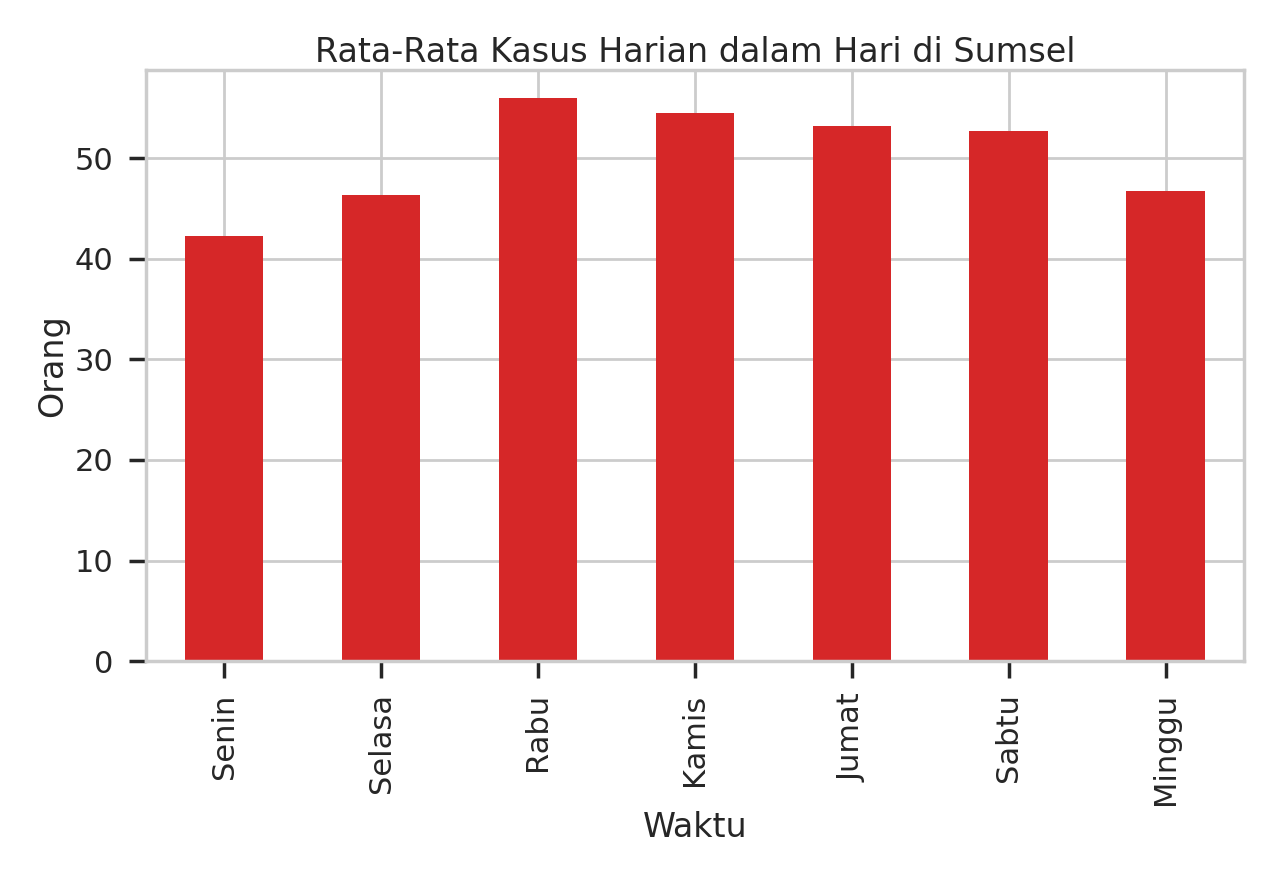 Rata-Rata Kasus Harian dalam Hari di Sumsel
Orang
50
40
30
20
10
0
Senin
Selasa
Rabu
Kamis
Jumat
Sabtu
Minggu
Waktu